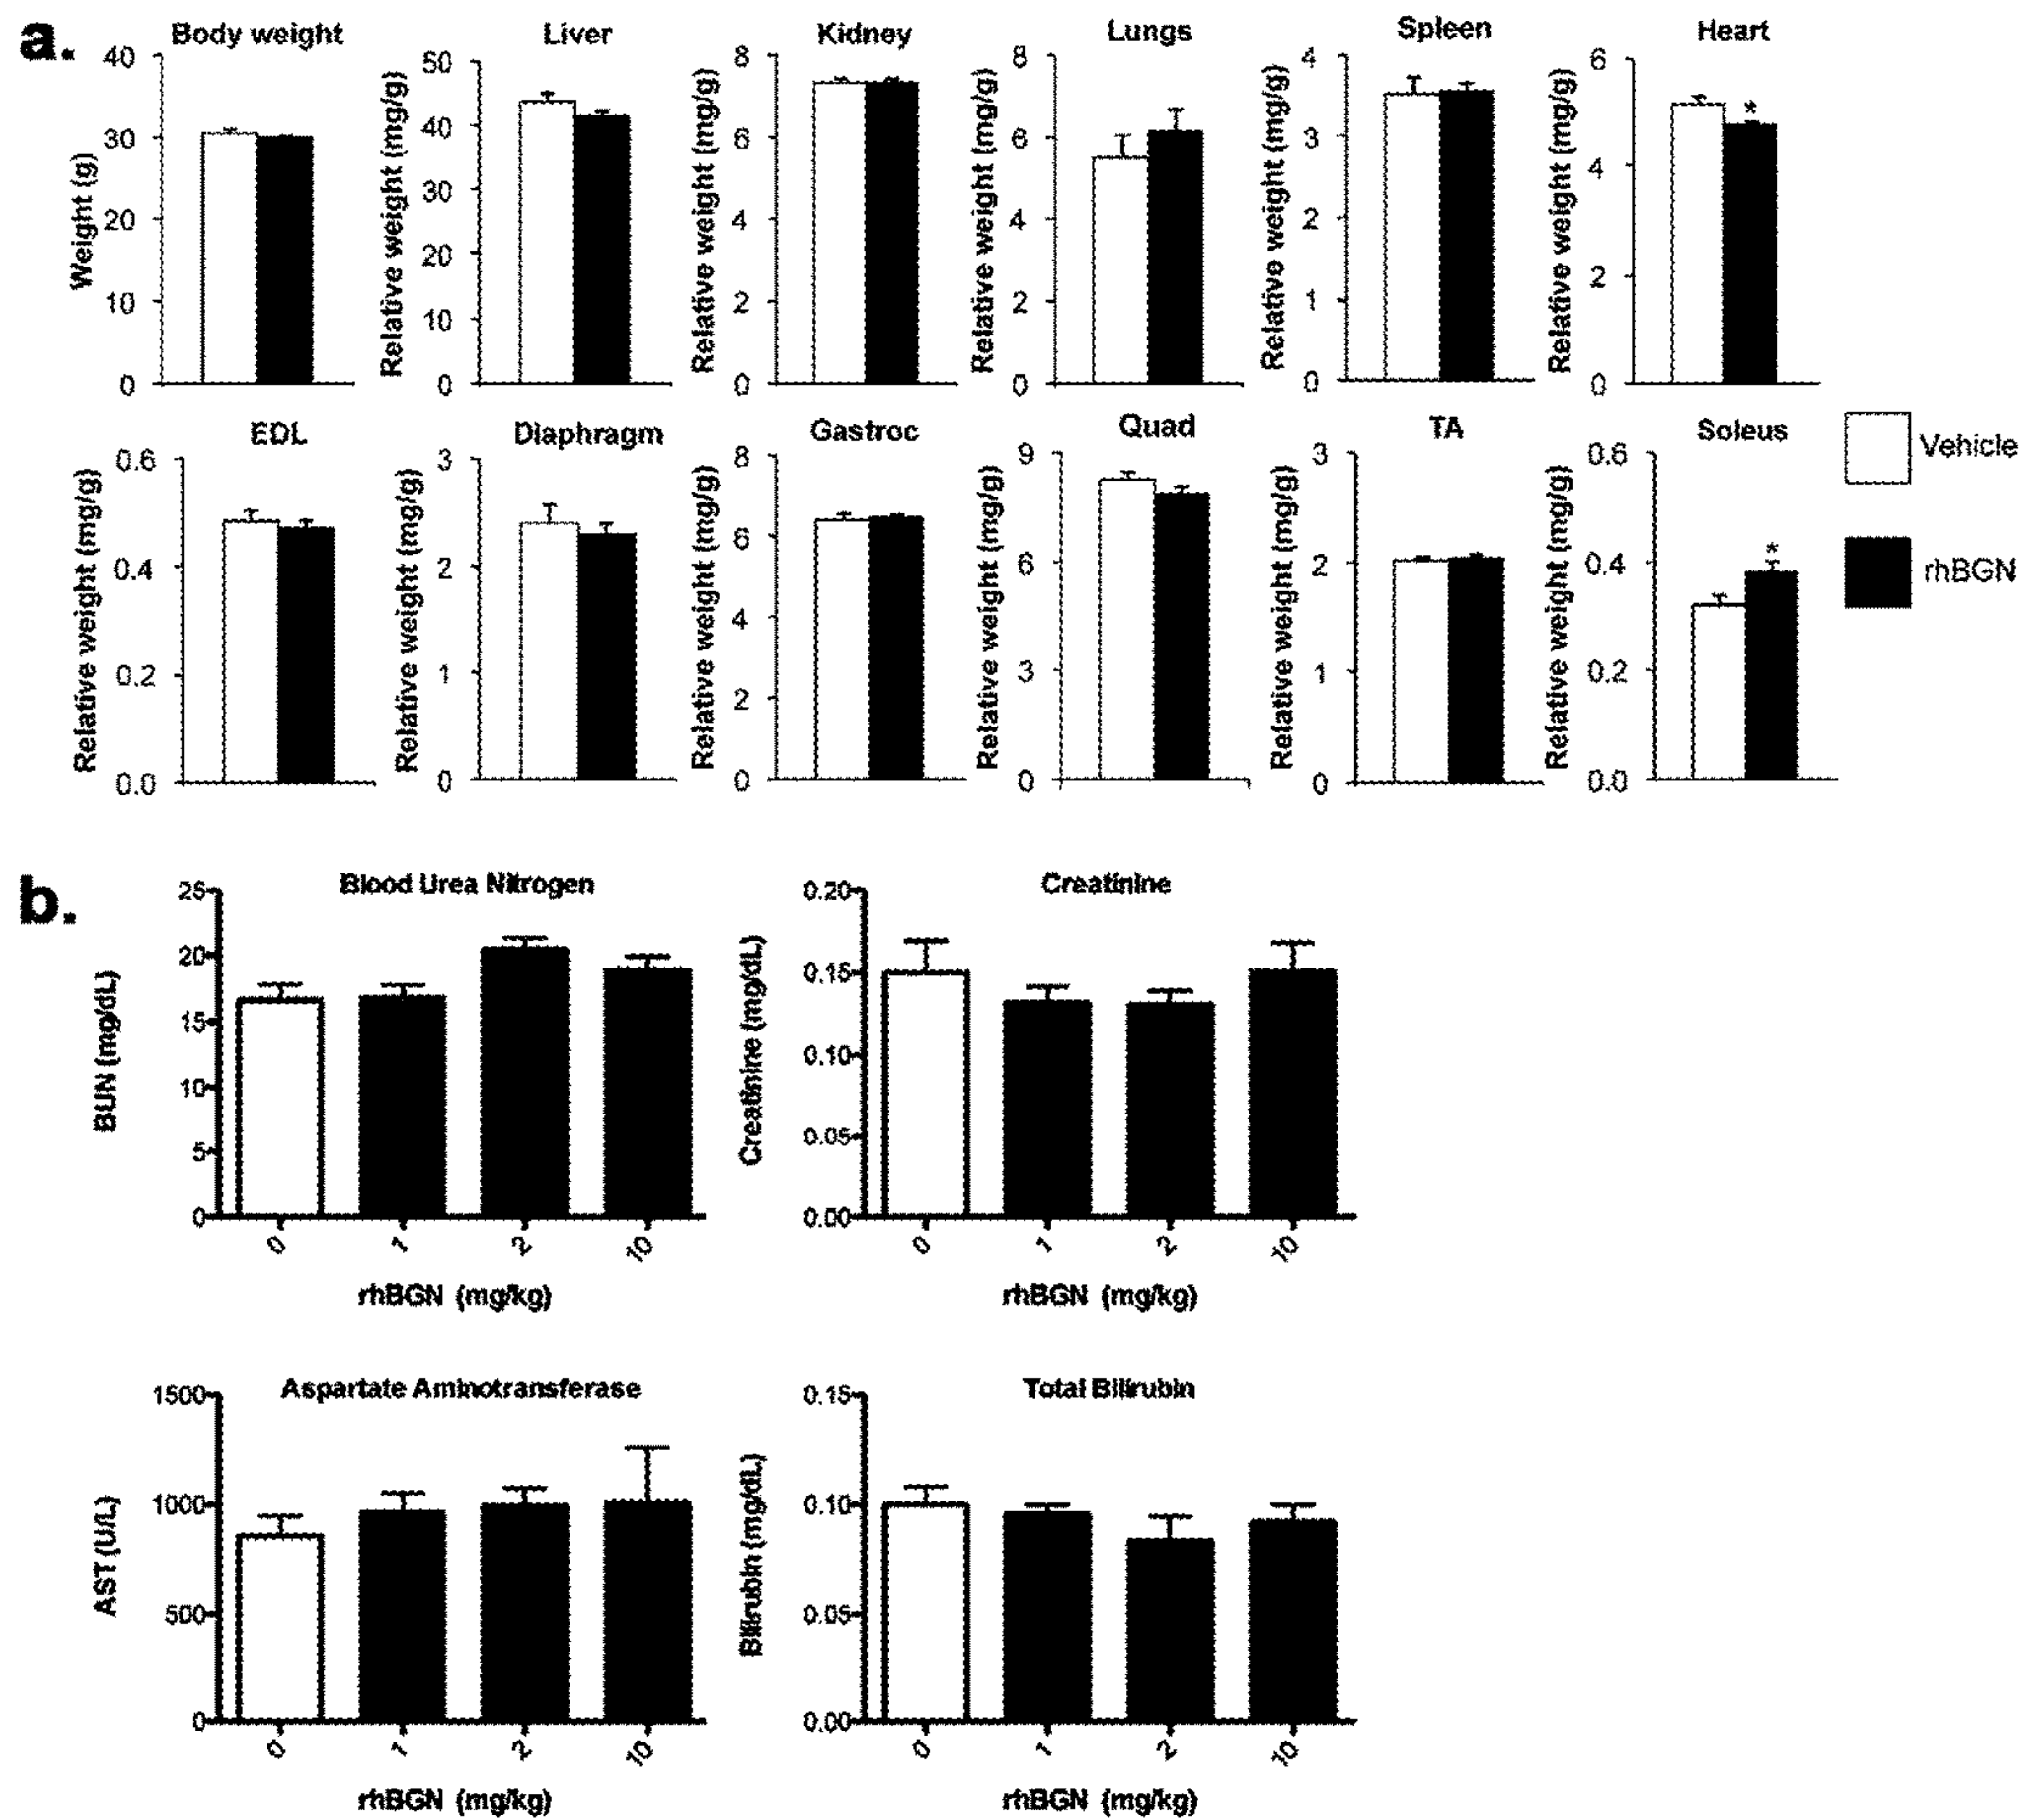 a.
Body weight
Liver
Kidney
Lungs
Spleen
Heart
Weight (g)
40
30
20
10
0
Relative weight (mg/g)
50
40
30
20
10
0
Relative weight (mg/g)
8
6
4
2
0
Relative weight (mg/g)
8
6
4
2
0
Relative weight (mg/g)
4
3
2
1
0
Relative weight (mg/g)
6
4
2
0
*
EDL
Diaphragm
Gastroc
Quad
TA
Soleus
Relative weight (mg/g)
0.6
0.4
0.2
0.0
Relative weight (mg/g)
3
2
1
0
Relative weight (mg/g)
8
6
4
2
0
Relative weight (mg/g)
9
6
3
0
Relative weight (mg/g)
3
2
1
0
Relative weight (mg/g)
0.6
0.4
0.2
0.0
*
Vehicle
rhBGN
b.
Blood Urea Nitrogen
BUN (mg/dL)
25
20
15
10
5
0
0 1 2 10
rhBGN (mg/kg)
Creatinine
Creatinine (mg/dL)
0.20
0.15
0.10
0.05
0.00
0 1 2 10
rhBGN (mg/kg)
Aspartate Aminotransferase
AST (U/L)
1500
1000
500
0
0 1 2 10
rhBGN (mg/kg)
Total Bilirubin
Bilirubin (mg/dL)
0.15
0.10
0.05
0.00
0 1 2 10
rhBGN (mg/kg)